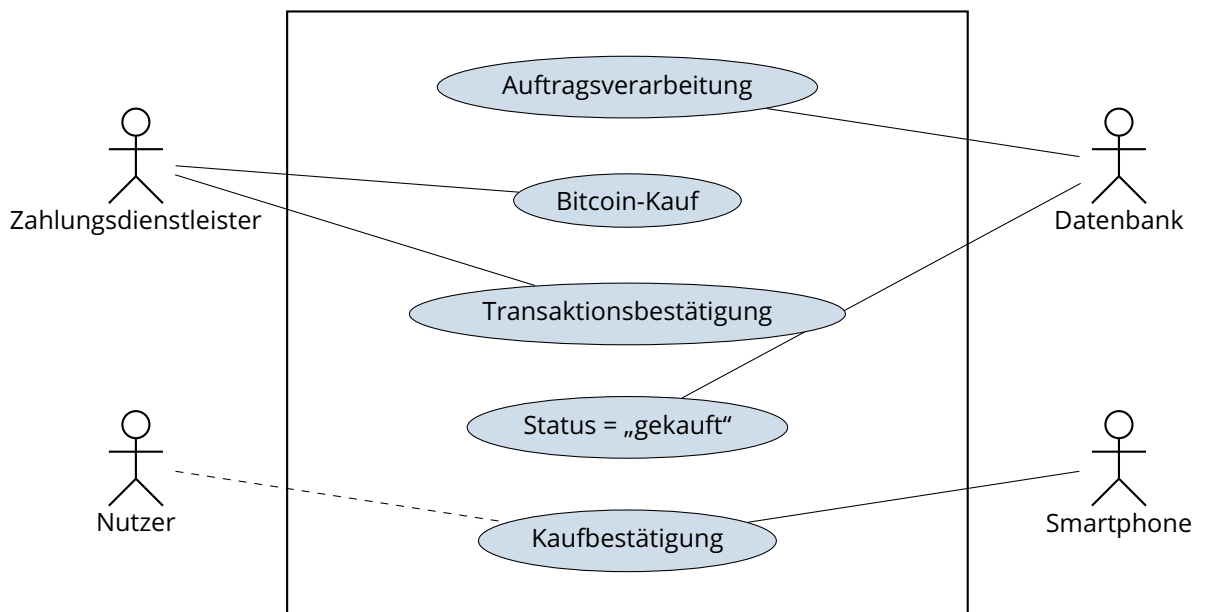 Auftragsverarbeitung
Bitcoin-Kauf
Zahlungsdienstleister
Datenbank
Transaktionsbestätigung
Status = „gekauft“
Nutzer
Kaufbestätigung
Smartphone